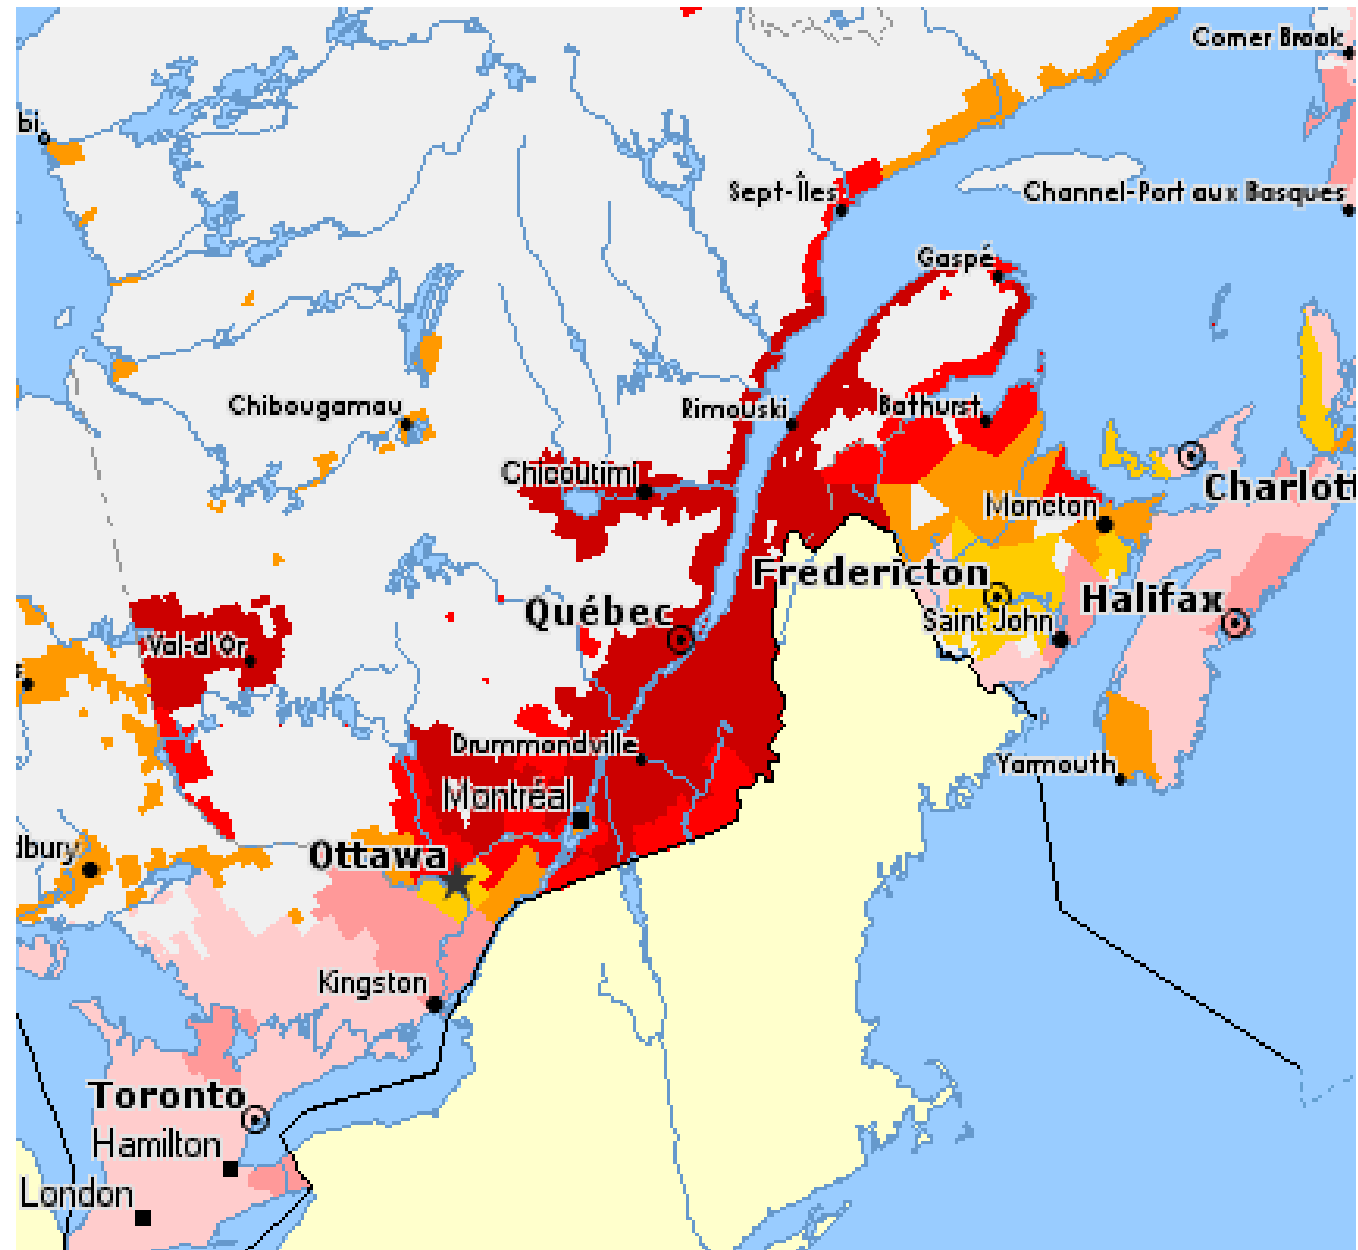 Corner Brook
bi
Sept-Îles
Channel-Port aux Basques
Gaspé
Chibougamau
Rimouski
Bathurst
Chicoutimi
Charlott
Moncton
Fredericton
Québec
Halifax
Saint John
Val-d'Or
s
Drummondville
Yarmouth
Montréal
dbury
Ottawa
Kingston
Toronto
Hamilton
London